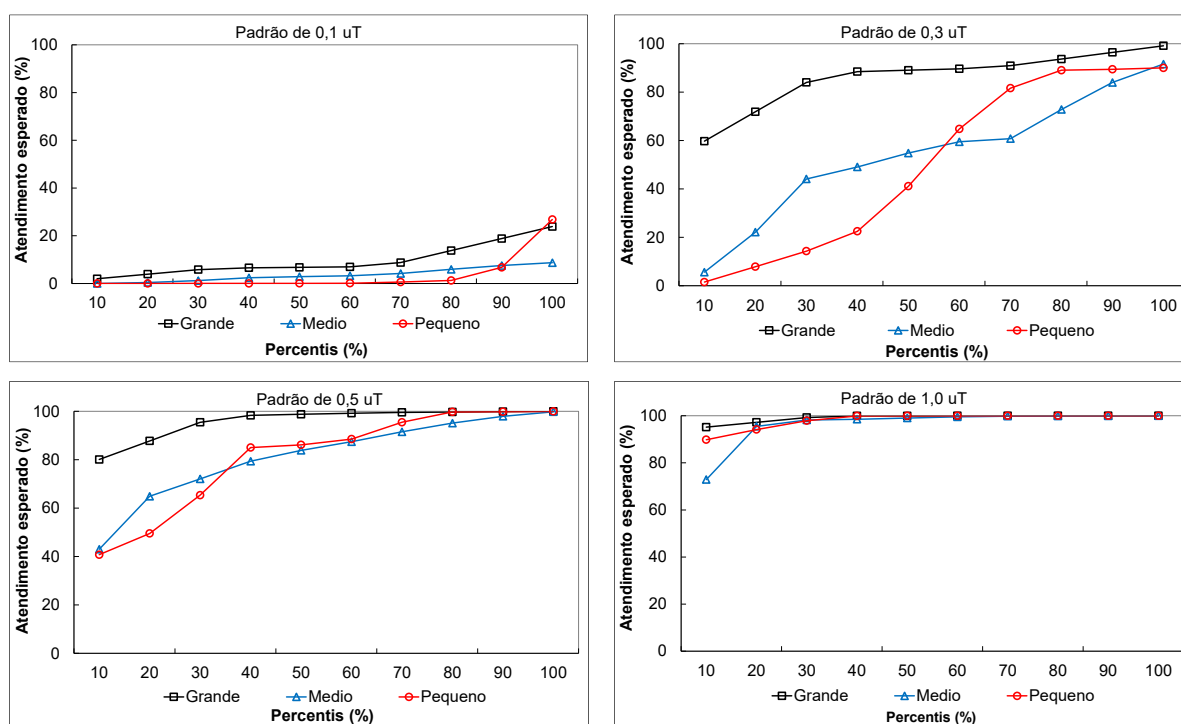 Padrão de 0,1 uT
Atendimento esperado (%)
100
80
60
40
20
0
10 20 30 40 50 60 70 80 90 100
Grande Medio Pequeno
Percentis (%)
Padrão de 0,3 uT
Atendimento esperado (%)
100
80
60
40
20
0
10 20 30 40 50 60 70 80 90 100
Grande Medio Pequeno
Percentis (%)
Padrão de 0,5 uT
Atendimento esperado (%)
100
80
60
40
20
0
10 20 30 40 50 60 70 80 90 100
Grande Medio Pequeno
Percentis (%)
Padrão de 1,0 uT
Atendimento esperado (%)
100
80
60
40
20
0
10 20 30 40 50 60 70 80 90 100
Grande Medio Pequeno
Percentis (%)